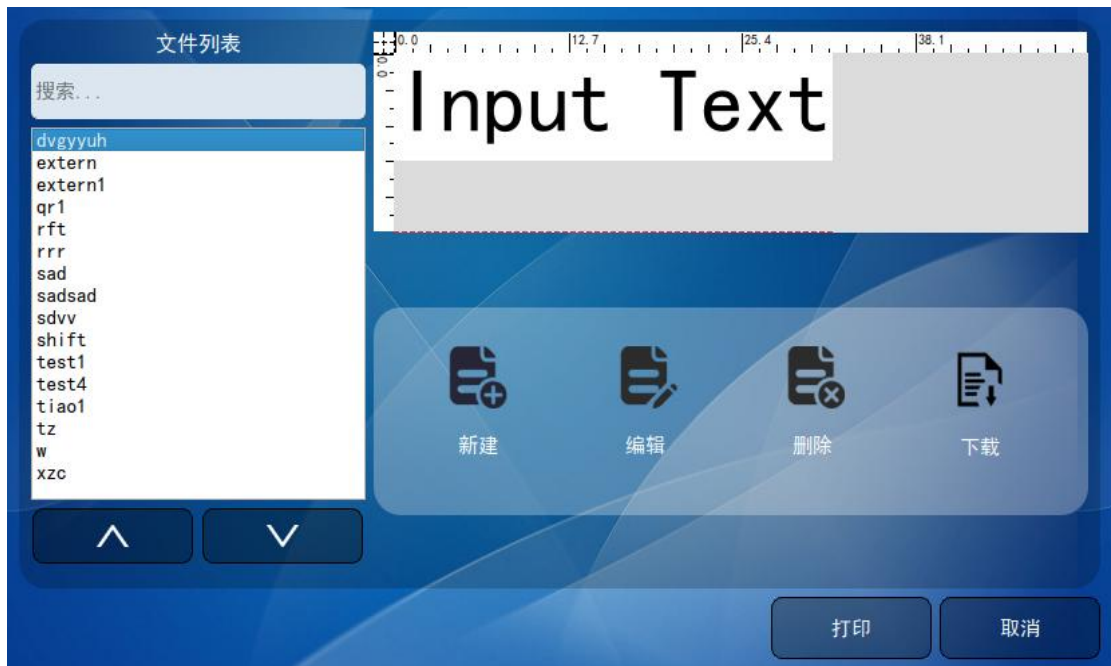 文件列表
搜索...
dvgyyuh
extern
extern1
qr1
rft
rrr
sad
sadsad
sdvv
shift
test1
test4
tiao1
tz
w
xzc
0.0 12.7 25.4 38.1
0.0
Input Text
新建 编辑 删除 下载
打印 取消